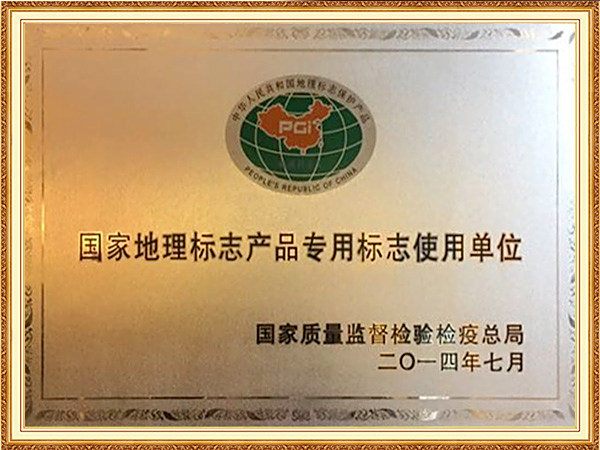 中华人民共和国地理标志保护产品
PGi
PEOPLE'S REPUBLIC OF CHINA
国家地理标志产品专用标志使用单位
国家质量监督检验检疫总局
二〇一四年七月